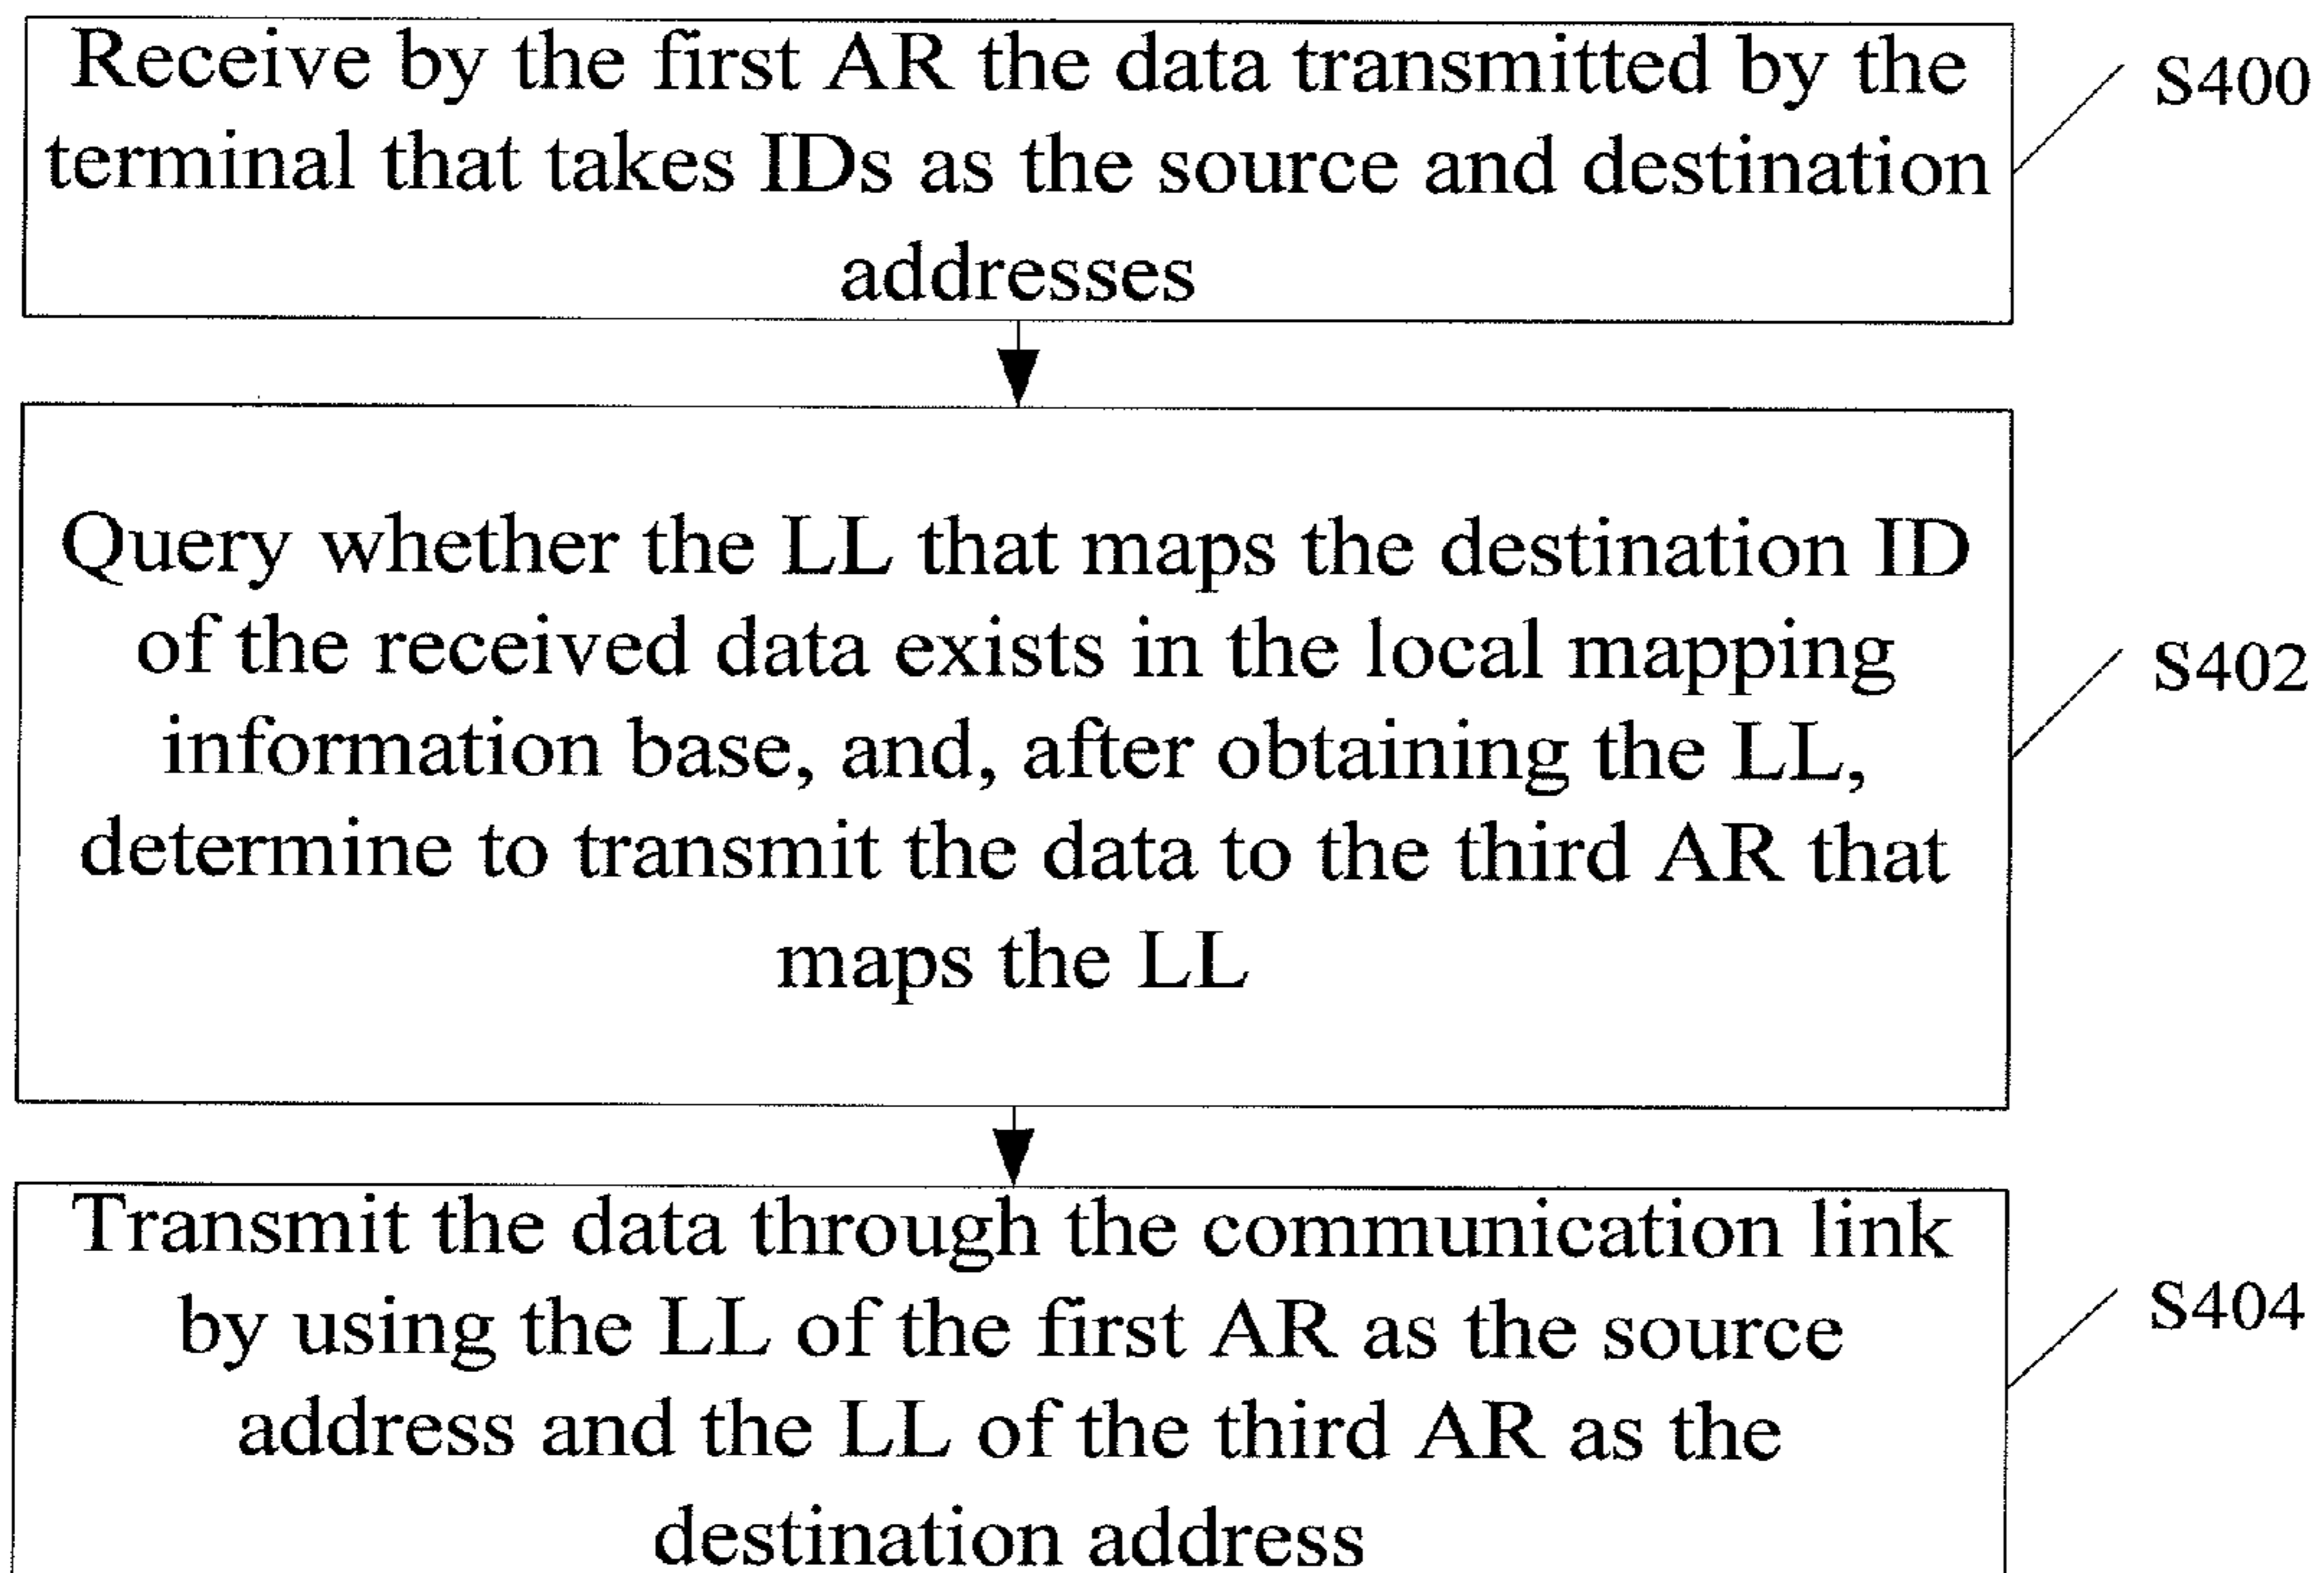 Receive by the first AR the data transmitted by the
terminal that takes IDs as the source and destination
addresses
S400
Query whether the LL that maps the destination ID
of the received data exists in the local mapping
information base, and, after obtaining the LL,
determine to transmit the data to the third AR that
maps the LL
S402
Transmit the data through the communication link
by using the LL of the first AR as the source
address and the LL of the third AR as the
destination address
S404